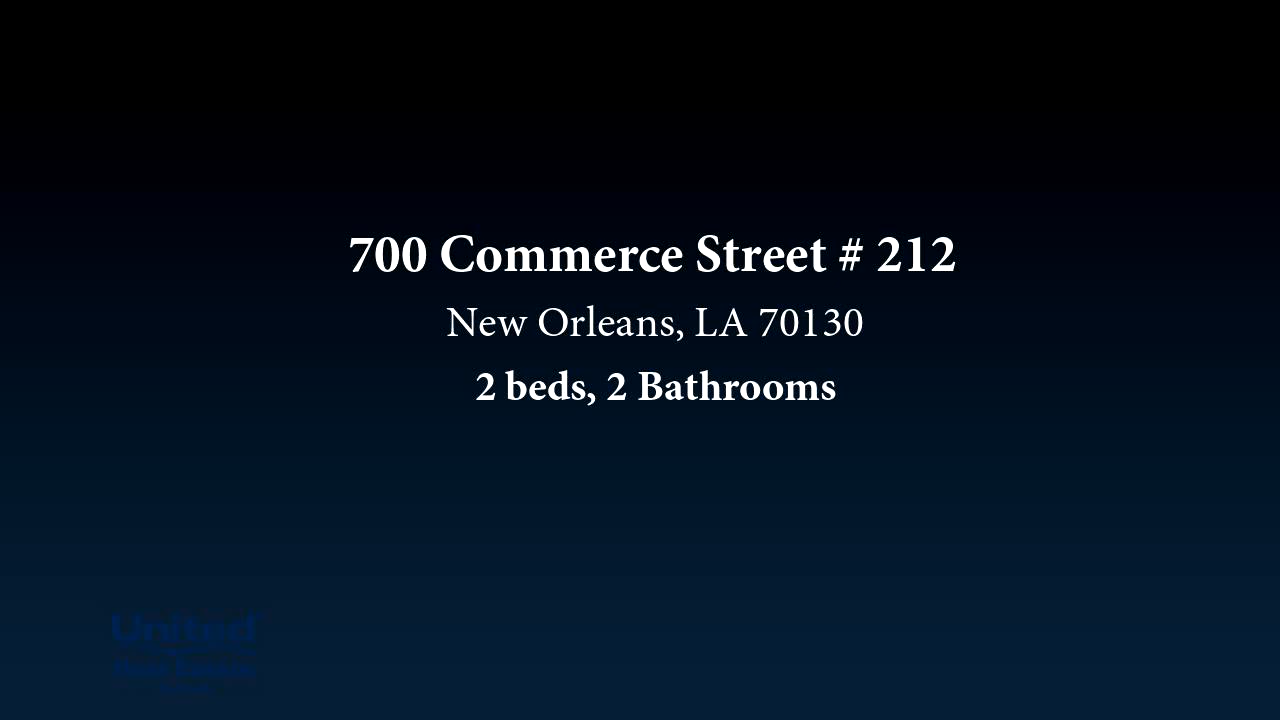 700 Commerce Street # 212
New Orleans, LA 70130
2 beds, 2 Bathrooms
United